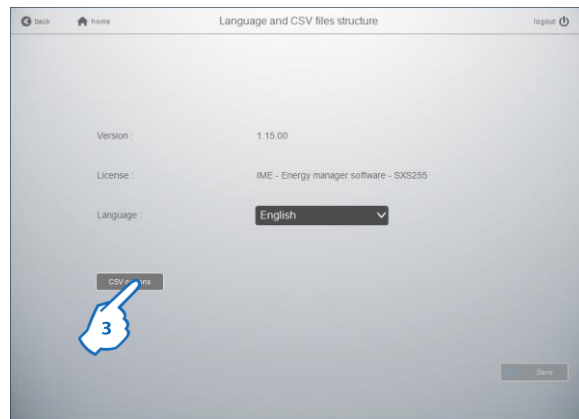 back home Language and CSV files structure logout
Version : 1.15.00
License : IME - Energy manager software - SXS255
Language : English
CSV
3
Save